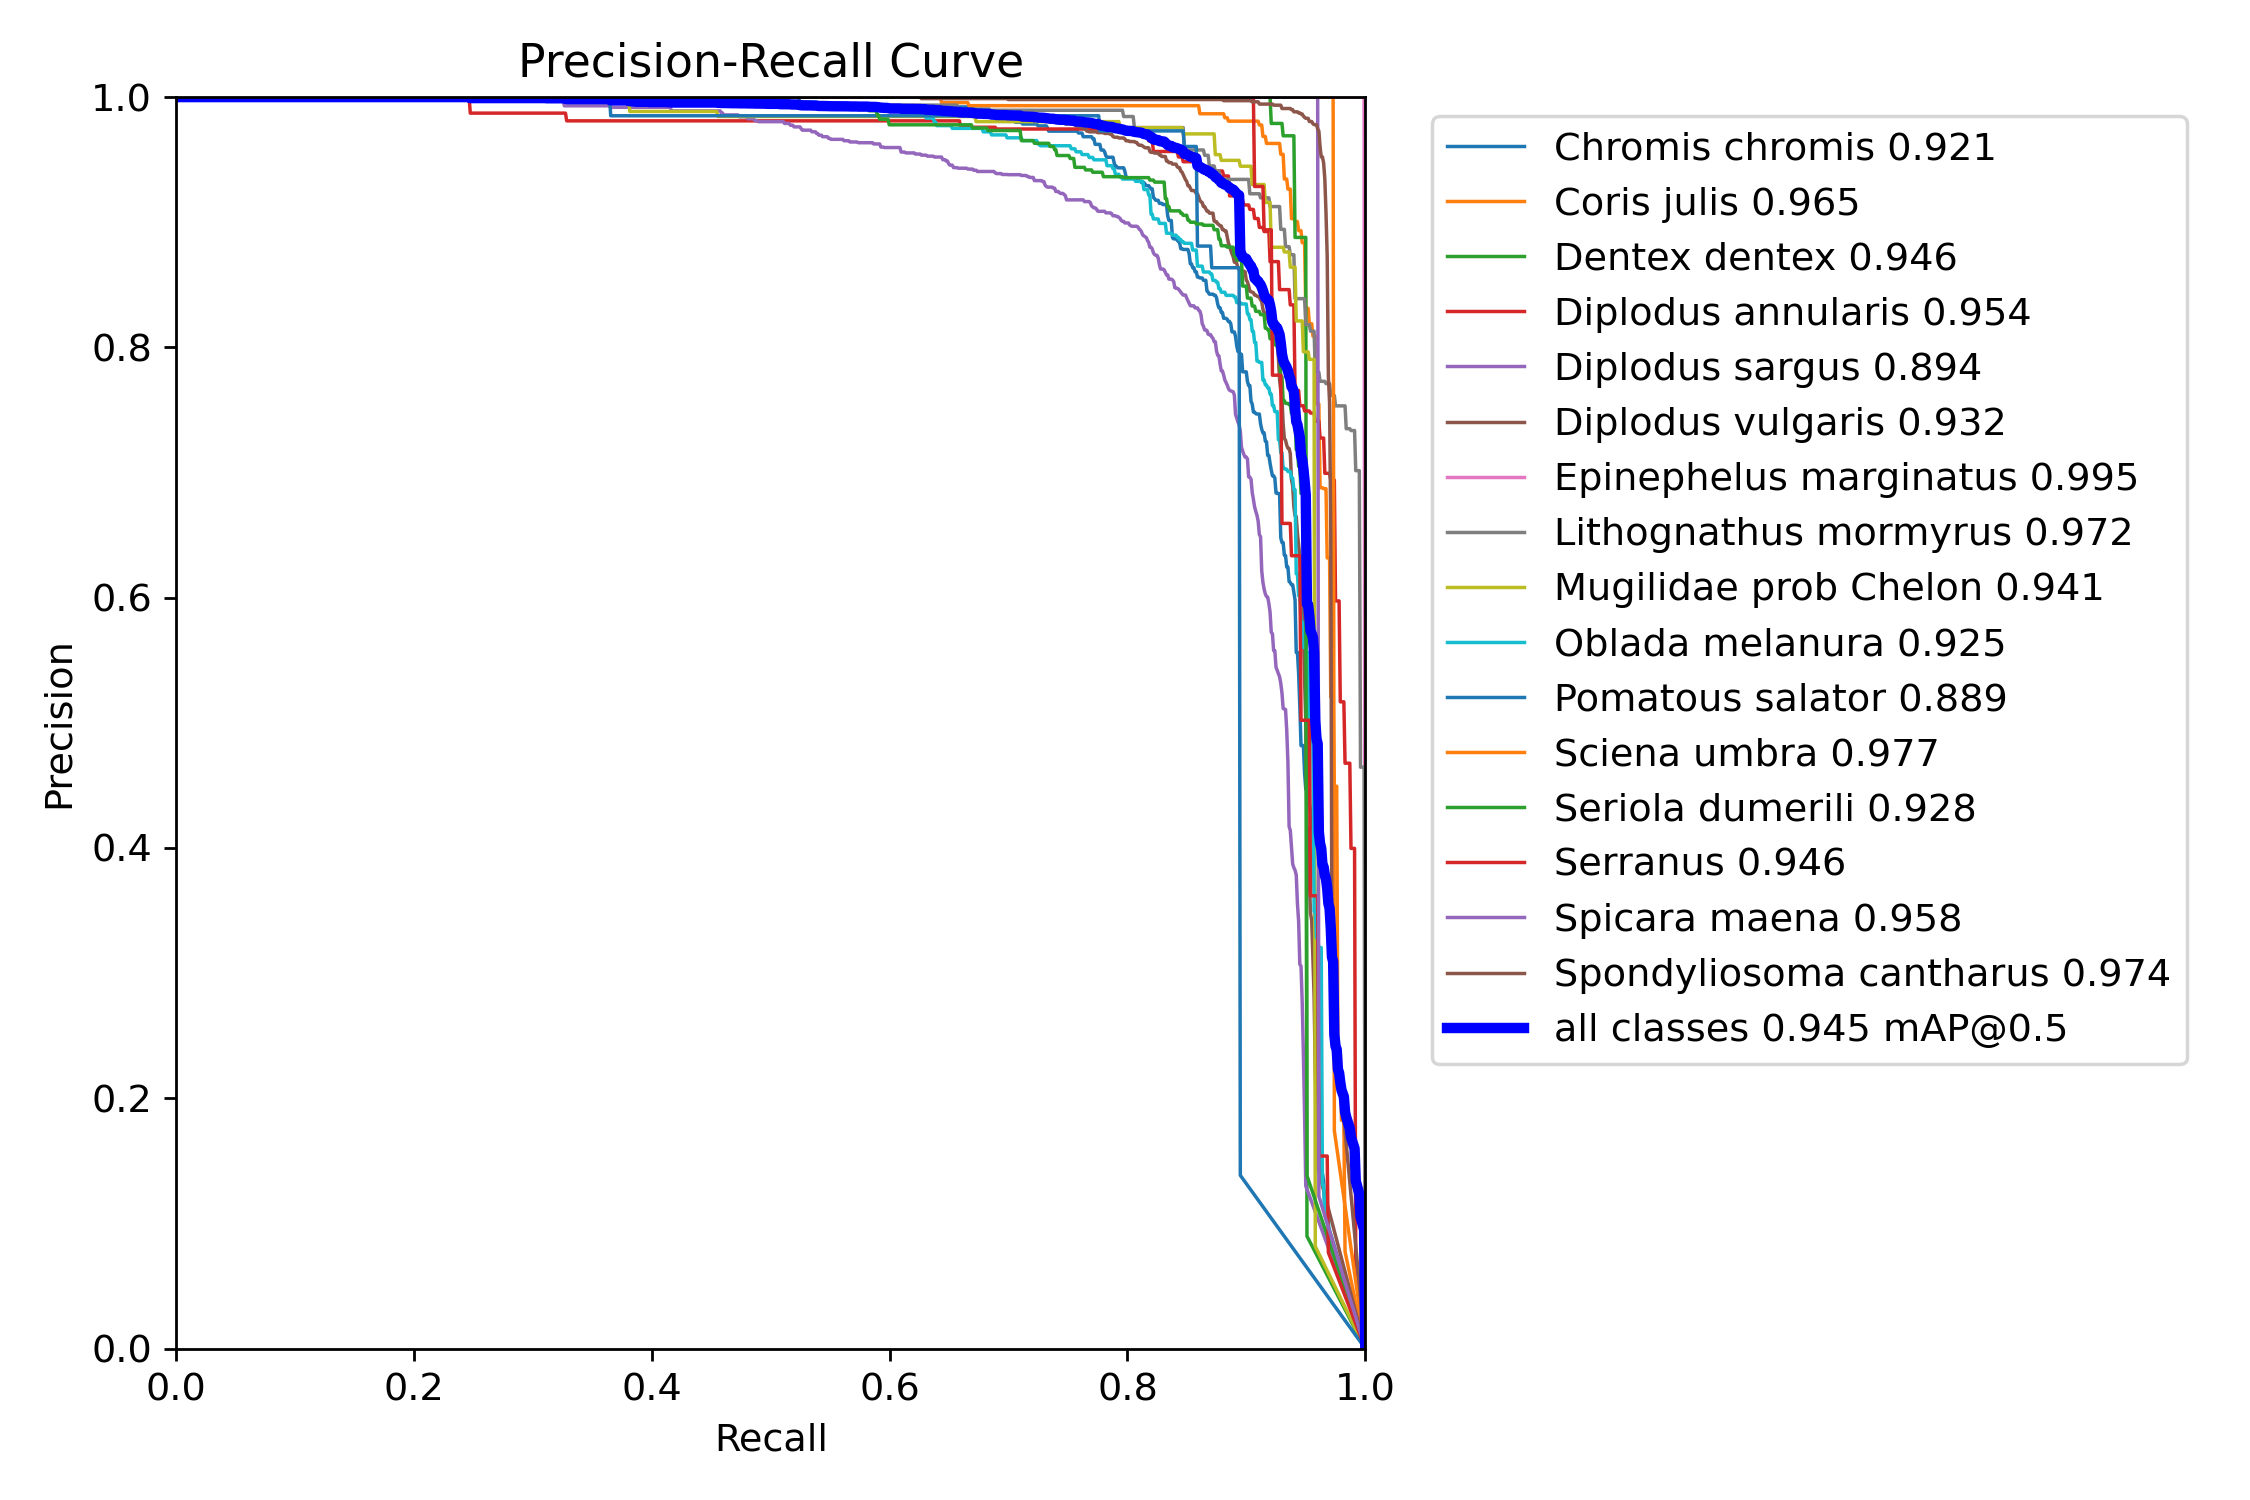 Precision-Recall Curve
1.0
0.8
0.6
0.4
0.2
0.0
Precision
0.0 0.2 0.4 0.6 0.8 1.0
Recall
Chromis chromis 0.921
Coris julis 0.965
Dentex dentex 0.946
Diplodus annularis 0.954
Diplodus sargus 0.894
Diplodus vulgaris 0.932
Epinephelus marginatus 0.995
Lithognathus mormyrus 0.972
Mugilidae prob Chelon 0.941
Oblada melanura 0.925
Pomatous salator 0.889
Sciena umbra 0.977
Seriola dumerili 0.928
Serranus 0.946
Spicara maena 0.958
Spondyliosoma cantharus 0.974
all classes 0.945 mAP@0.5